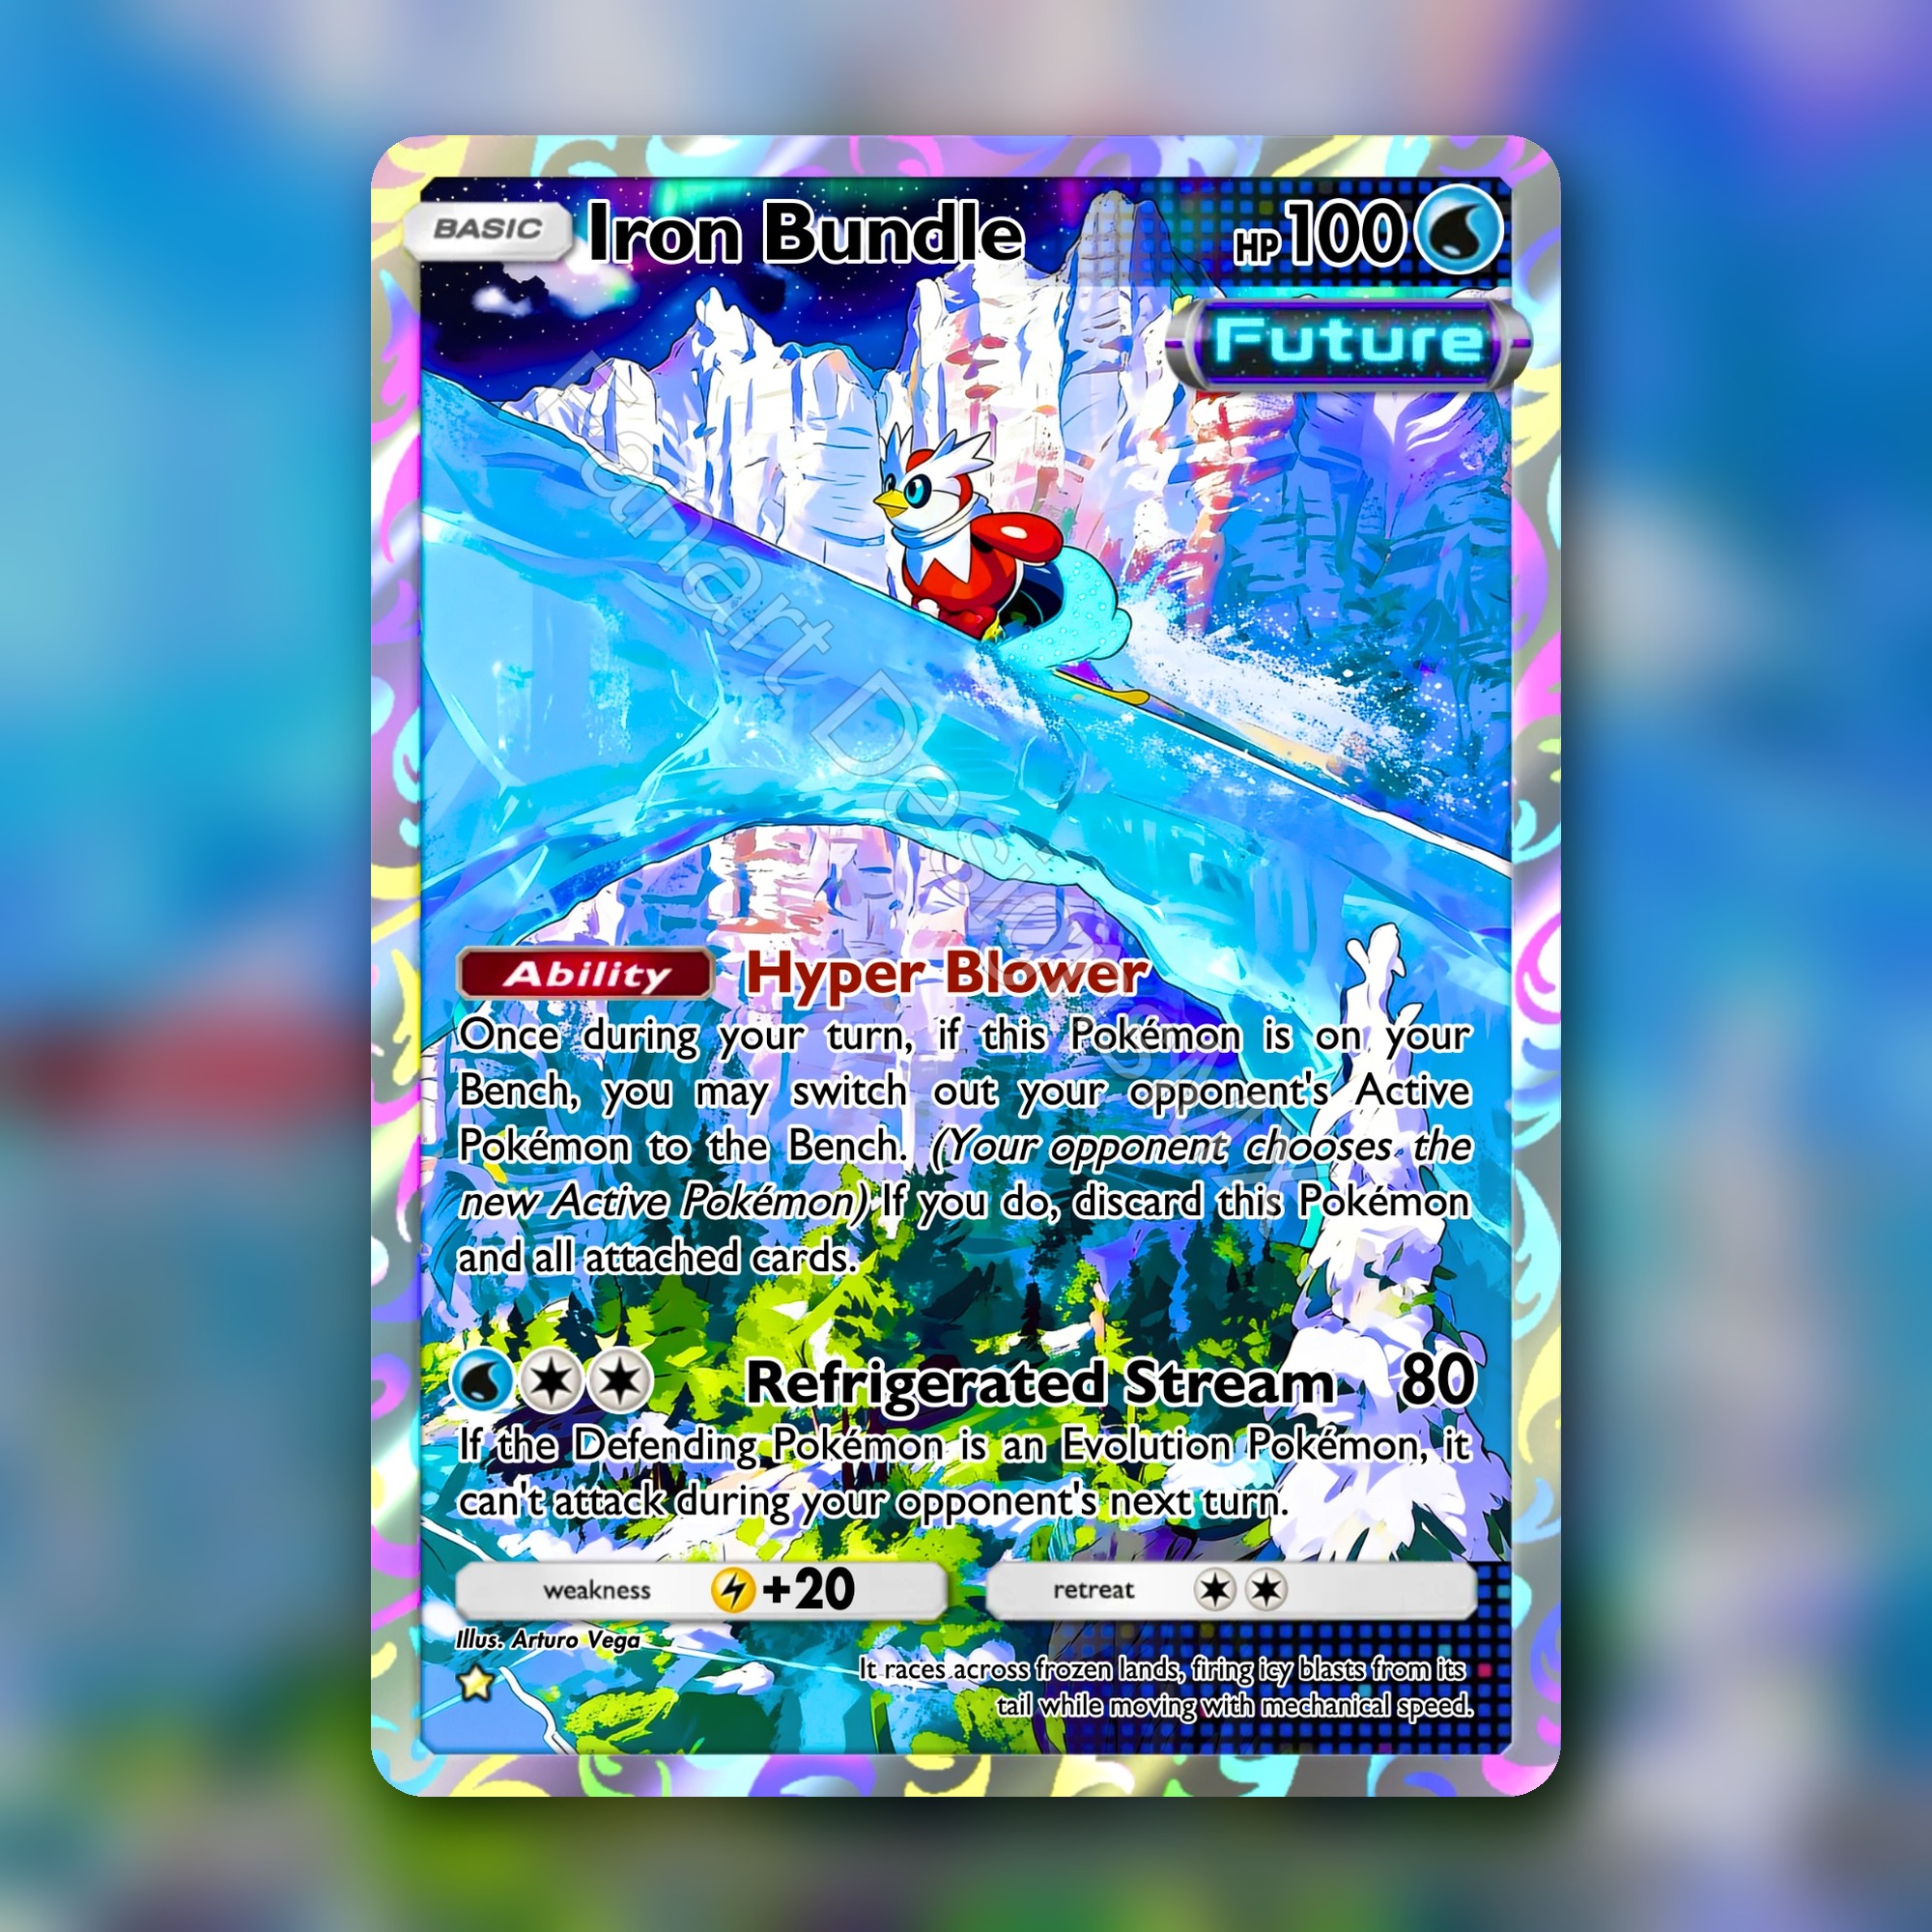 BASIC Iron Bundle HP 100
Future
Ability Hyper Blower
Once during your turn, if this Pokémon is on your
Bench, you may switch out your opponent's Active
Pokémon to the Bench. (Your opponent chooses the
new Active Pokémon) If you do, discard this Pokémon
and all attached cards.
Refrigerated Stream 80
If the Defending Pokémon is an Evolution Pokémon, it
can't attack during your opponent's next turn.
weakness +20 retreat
Illus. Arturo Vega
It races across frozen lands, firing icy blasts from its
tail while moving with mechanical speed.
Fanart Design